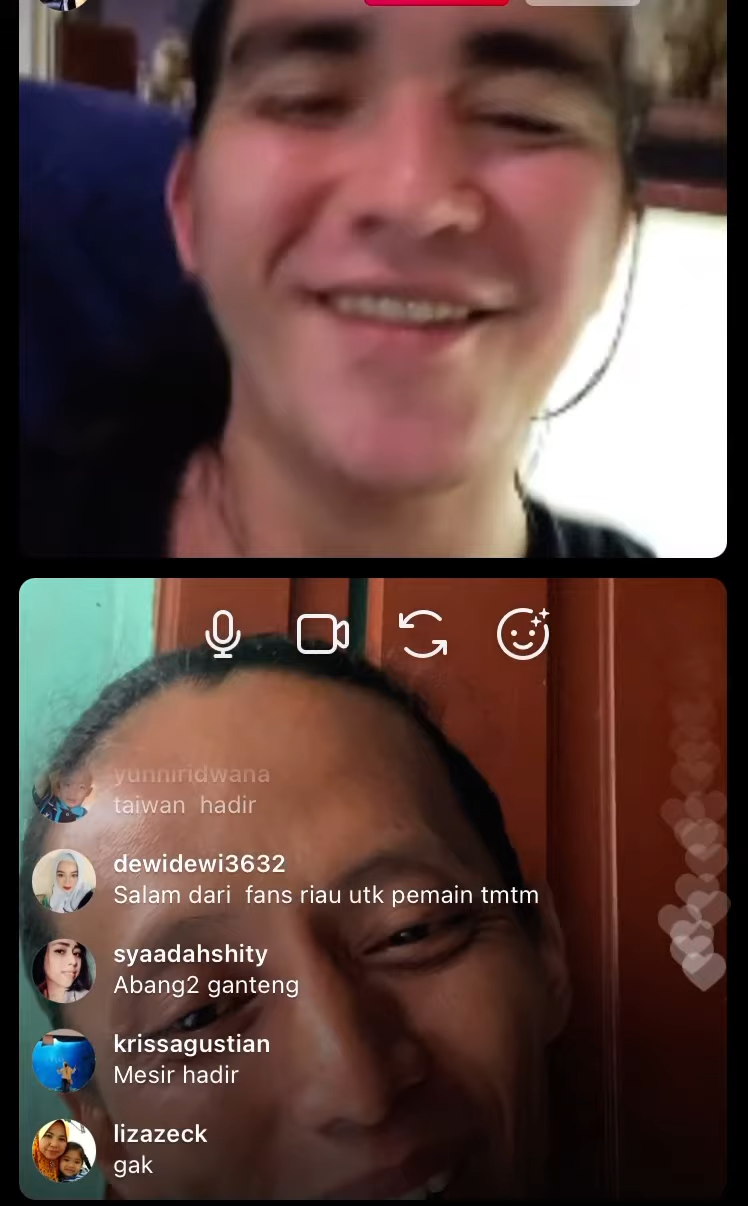 yunniridwana
taiwan  hadir
dewidewi3632
Salam dari  fans riau utk pemain tmtm
syaadahshity
Abang2 ganteng
krissagustian
Mesir hadir
lizazeck
gak